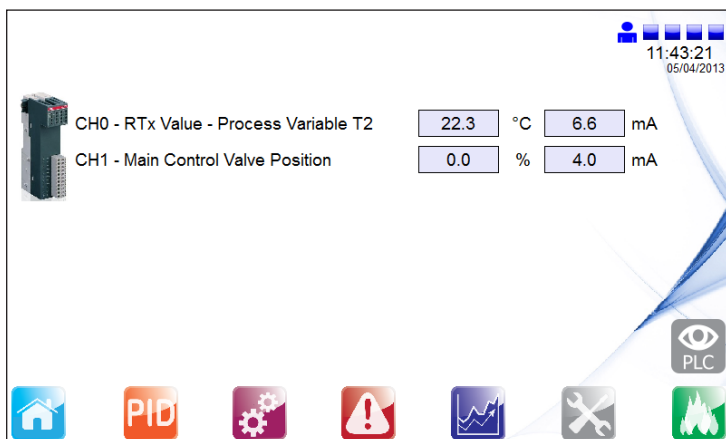 11:43:21
05/04/2013
CH0 - RTx Value - Process Variable T2 22.3 °C 6.6 mA
CH1 - Main Control Valve Position 0.0 % 4.0 mA
PLC
PID